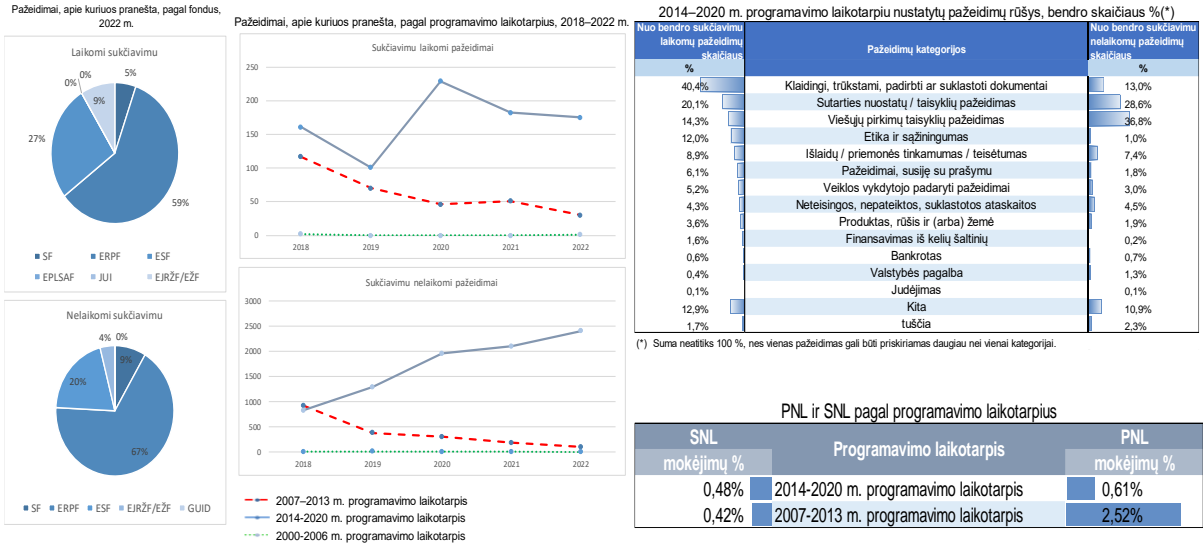 Pažeidimai, apie kuriuos pranešta, pagal fondus,
2022 m.
Laikomi sukčiavimu
0%
0%
5%
9%
27%
59%
SF
ERPF
ESF
EPLSAF
JUI
EJRŽF/EŽF
Nelaikomi sukčiavimu
4%
0%
9%
20%
67%
SF
ERPF
ESF
EJRŽF/EŽF
GUID
Pažeidimai, apie kuriuos pranešta, pagal programavimo laikotarpius, 2018–2022 m.
Sukčiavimu laikomi pažeidimai
250
200
150
100
50
0
2018 2019 2020 2021 2022
Sukčiavimu nelaikomi pažeidimai
3000
2500
2000
1500
1000
500
0
2018 2019 2020 2021 2022
2007–2013 m. programavimo laikotarpis
2014-2020 m. programavimo laikotarpis
2000-2006 m. programavimo laikotarpis
2014–2020 m. programavimo laikotarpiu nustatytų pažeidimų rūšys, bendro skaičiaus %(*)
Nuo bendro sukčiavimu
laikomų pažeidimų
skaičiaus
Pažeidimų kategorijos
Nuo bendro sukčiavimu
nelaikomų pažeidimų
skaičiaus
% %
40,4% Klaidingi, trūkstami, padirbti ar suklastoti dokumentai 13,0%
20,1% Sutarties nuostatų / taisyklių pažeidimas 28,6%
14,3% Viešųjų pirkimų taisyklių pažeidimas 36,8%
12,0% Etika ir sąžiningumas 1,0%
8,9% Išlaidų / priemonės tinkamumas / teisėtumas 7,4%
6,1% Pažeidimai, susiję su prašymu 1,8%
5,2% Veiklos vykdytojo padaryti pažeidimai 3,0%
4,3% Neteisingos, nepateiktos, suklastotos ataskaitos 4,5%
3,6% Produktas, rūšis ir (arba) žemė 1,9%
1,6% Finansavimas iš kelių šaltinių 0,2%
0,6% Bankrotas 0,7%
0,4% Valstybės pagalba 1,3%
0,1% Judėjimas 0,1%
12,9% Kita 10,9%
1,7% tuščia 2,3%
(*) Suma neatitiks 100 %, nes vienas pažeidimas gali būti priskiriamas daugiau nei vienai kategorijai.
PNL ir SNL pagal programavimo laikotarpius
SNL Programavimo laikotarpis PNL
mokėjimų % mokėjimų %
0,48% 2014-2020 m. programavimo laikotarpis 0,61%
0,42% 2007-2013 m. programavimo laikotarpis 2,52%